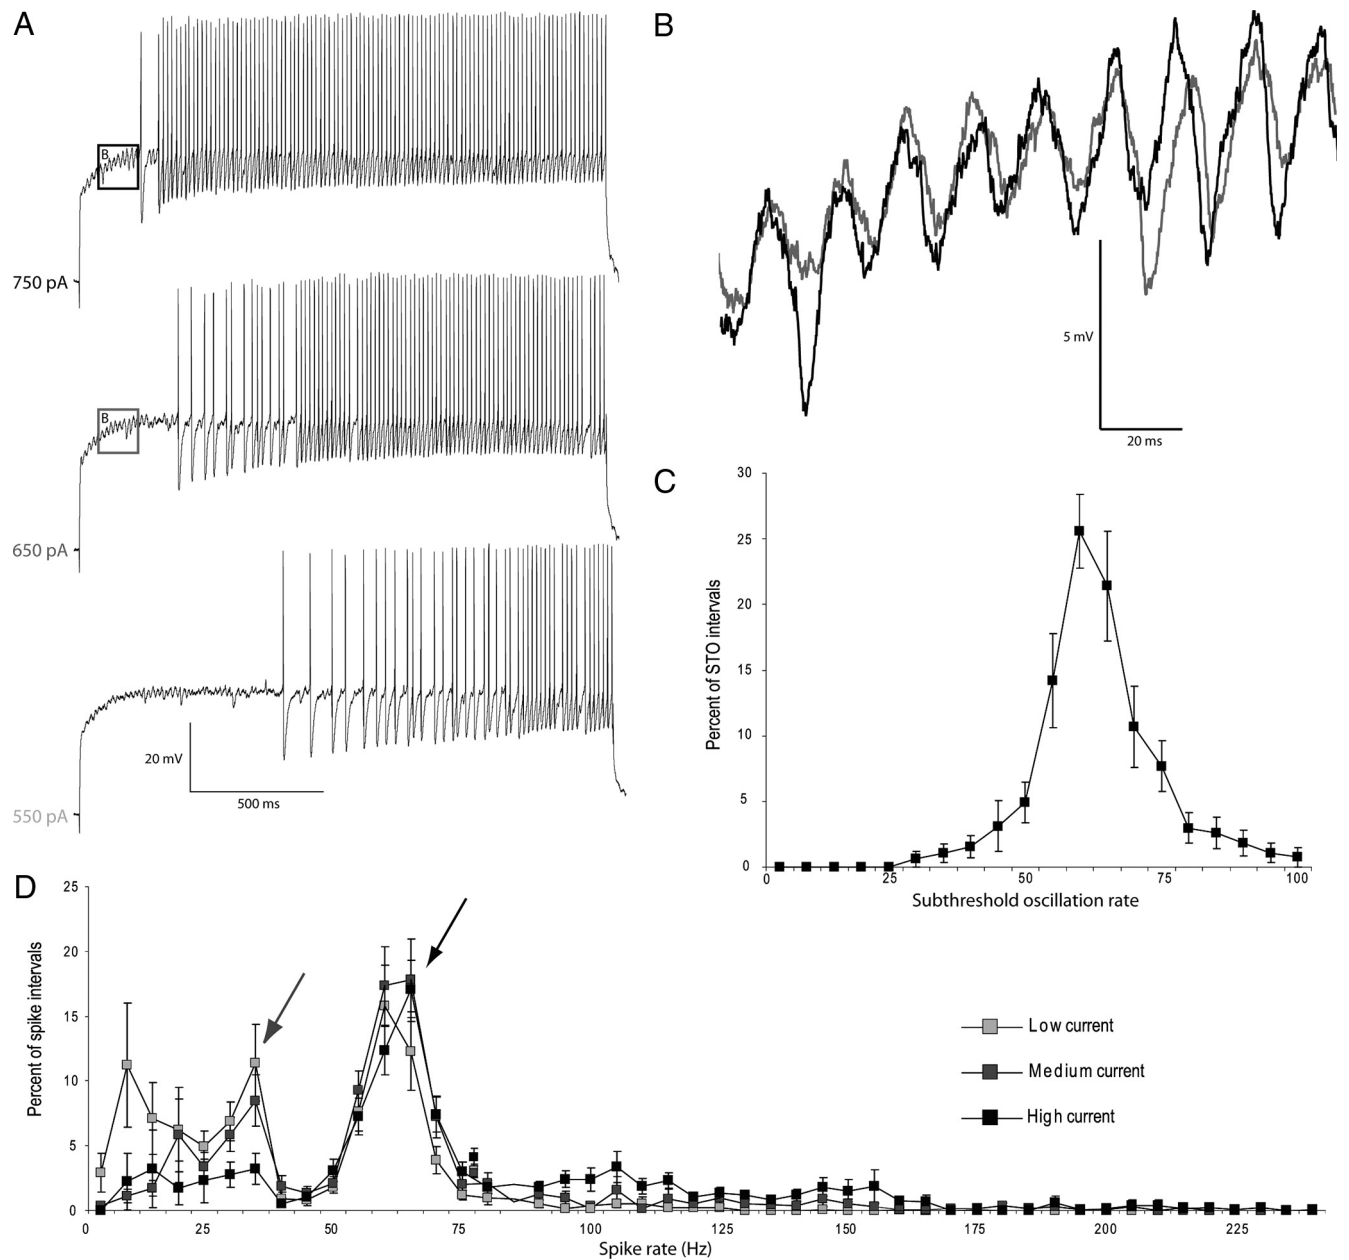 A
B
750 pA
B
650 pA
20 mV
500 ms
550 pA
B
5 mV
20 ms
C
30
25
20
15
10
5
0
Percent of STO intervals
0 25 50 75 100
Subthreshold oscillation rate
D
25
20
15
10
5
0
Percent of spike intervals
0 25 50 75 100 125 150 175 200 225
Spike rate (Hz)
Low current
Medium current
High current